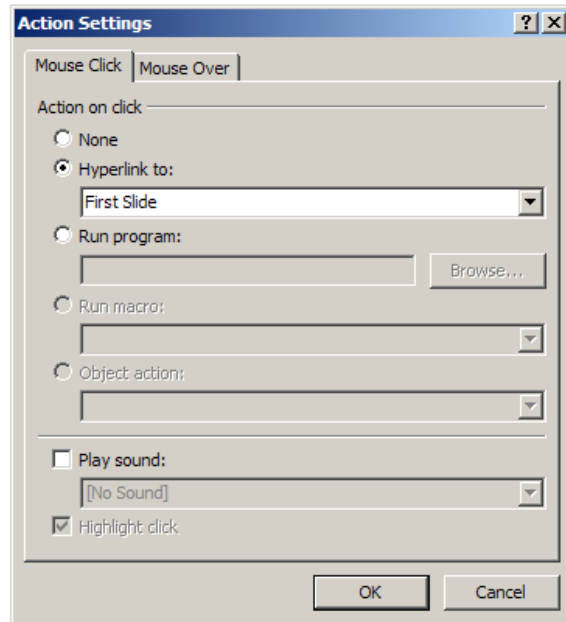 Action Settings
Mouse Click Mouse Over
Action on click
None
Hyperlink to:
First Slide
Run program:
Browse...
Run macro:
Object action:
Play sound:
[No Sound]
Highlight click
OK Cancel